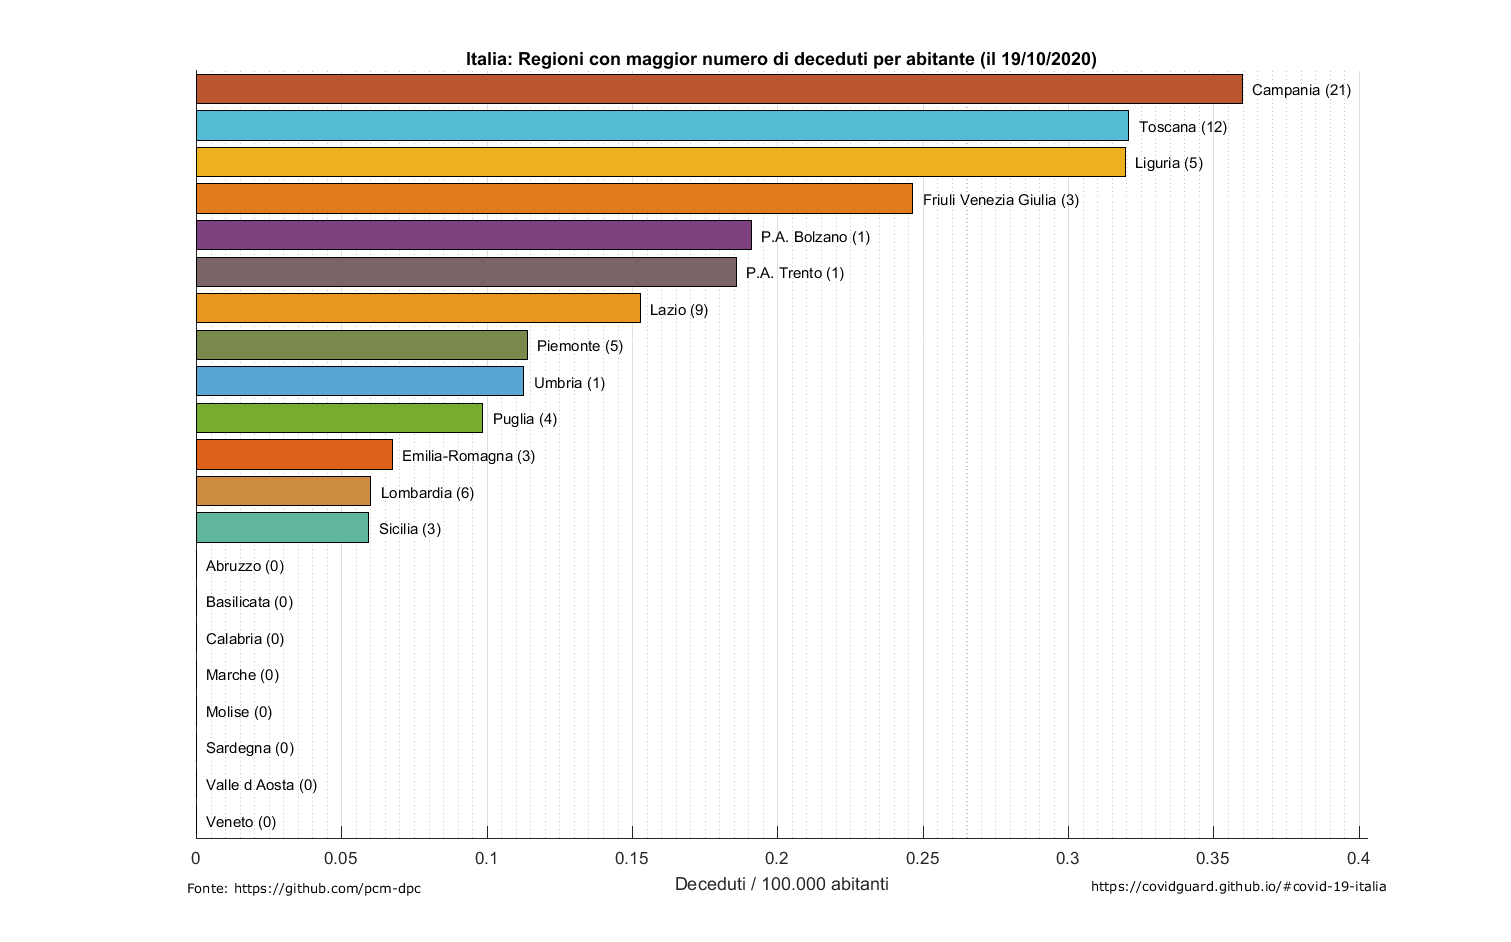 Italia: Regioni con maggior numero di deceduti per abitante (il 19/10/2020)
Campania (21)
Toscana (12)
Liguria (5)
Friuli Venezia Giulia (3)
P.A. Bolzano (1)
P.A. Trento (1)
Lazio (9)
Piemonte (5)
Umbria (1)
Puglia (4)
Emilia-Romagna (3)
Lombardia (6)
Sicilia (3)
Abruzzo (0)
Basilicata (0)
Calabria (0)
Marche (0)
Molise (0)
Sardegna (0)
Valle d Aosta (0)
Veneto (0)
0 0.05 0.1 0.15 0.2 0.25 0.3 0.35 0.4
Deceduti / 100.000 abitanti
Fonte: https://github.com/pcm-dpc
https://covidguard.github.io/#covid-19-italia